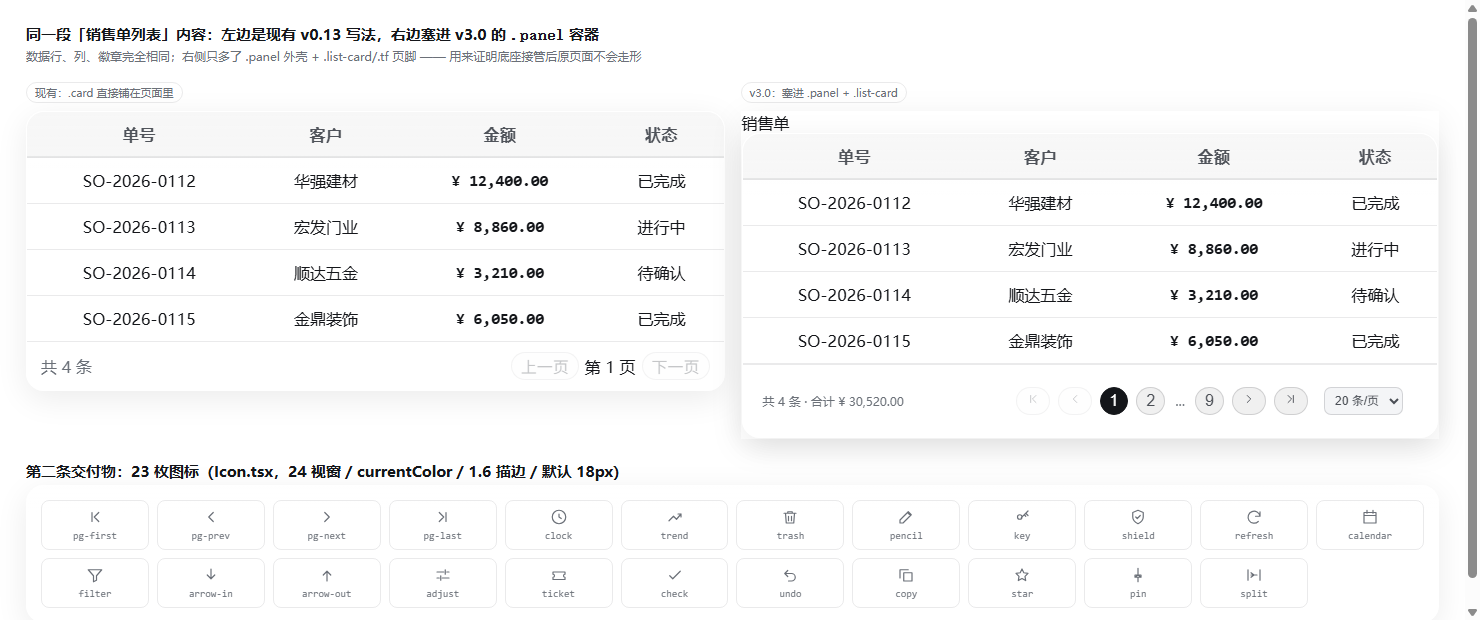 同一段「销售单列表」内容：左边是现有 v0.13 写法，右边塞进 v3.0 的 .panel 容器
数据行、列、徽章完全相同；右侧只多了 .panel 外壳 + .list-card/.tf 页脚 —— 用来证明底座接管后原页面不会走形
现有：.card 直接铺在页面里
单号 客户 金额 状态
SO-2026-0112 华强建材 ¥ 12,400.00 已完成
SO-2026-0113 宏发门业 ¥ 8,860.00 进行中
SO-2026-0114 顺达五金 ¥ 3,210.00 待确认
SO-2026-0115 金鼎装饰 ¥ 6,050.00 已完成
共 4 条 上一页 第 1 页 下一页
v3.0：塞进 .panel + .list-card
销售单
单号 客户 金额 状态
SO-2026-0112 华强建材 ¥ 12,400.00 已完成
SO-2026-0113 宏发门业 ¥ 8,860.00 进行中
SO-2026-0114 顺达五金 ¥ 3,210.00 待确认
SO-2026-0115 金鼎装饰 ¥ 6,050.00 已完成
共 4 条 · 合计 ¥ 30,520.00 1 2 ... 9 20 条/页
第二条交付物：23 枚图标（Icon.tsx，24 视窗 / currentColor / 1.6 描边 / 默认 18px）
pg-first pg-prev pg-next pg-last clock trend trash pencil key shield refresh calendar
filter arrow-in arrow-out adjust ticket check undo copy star pin split